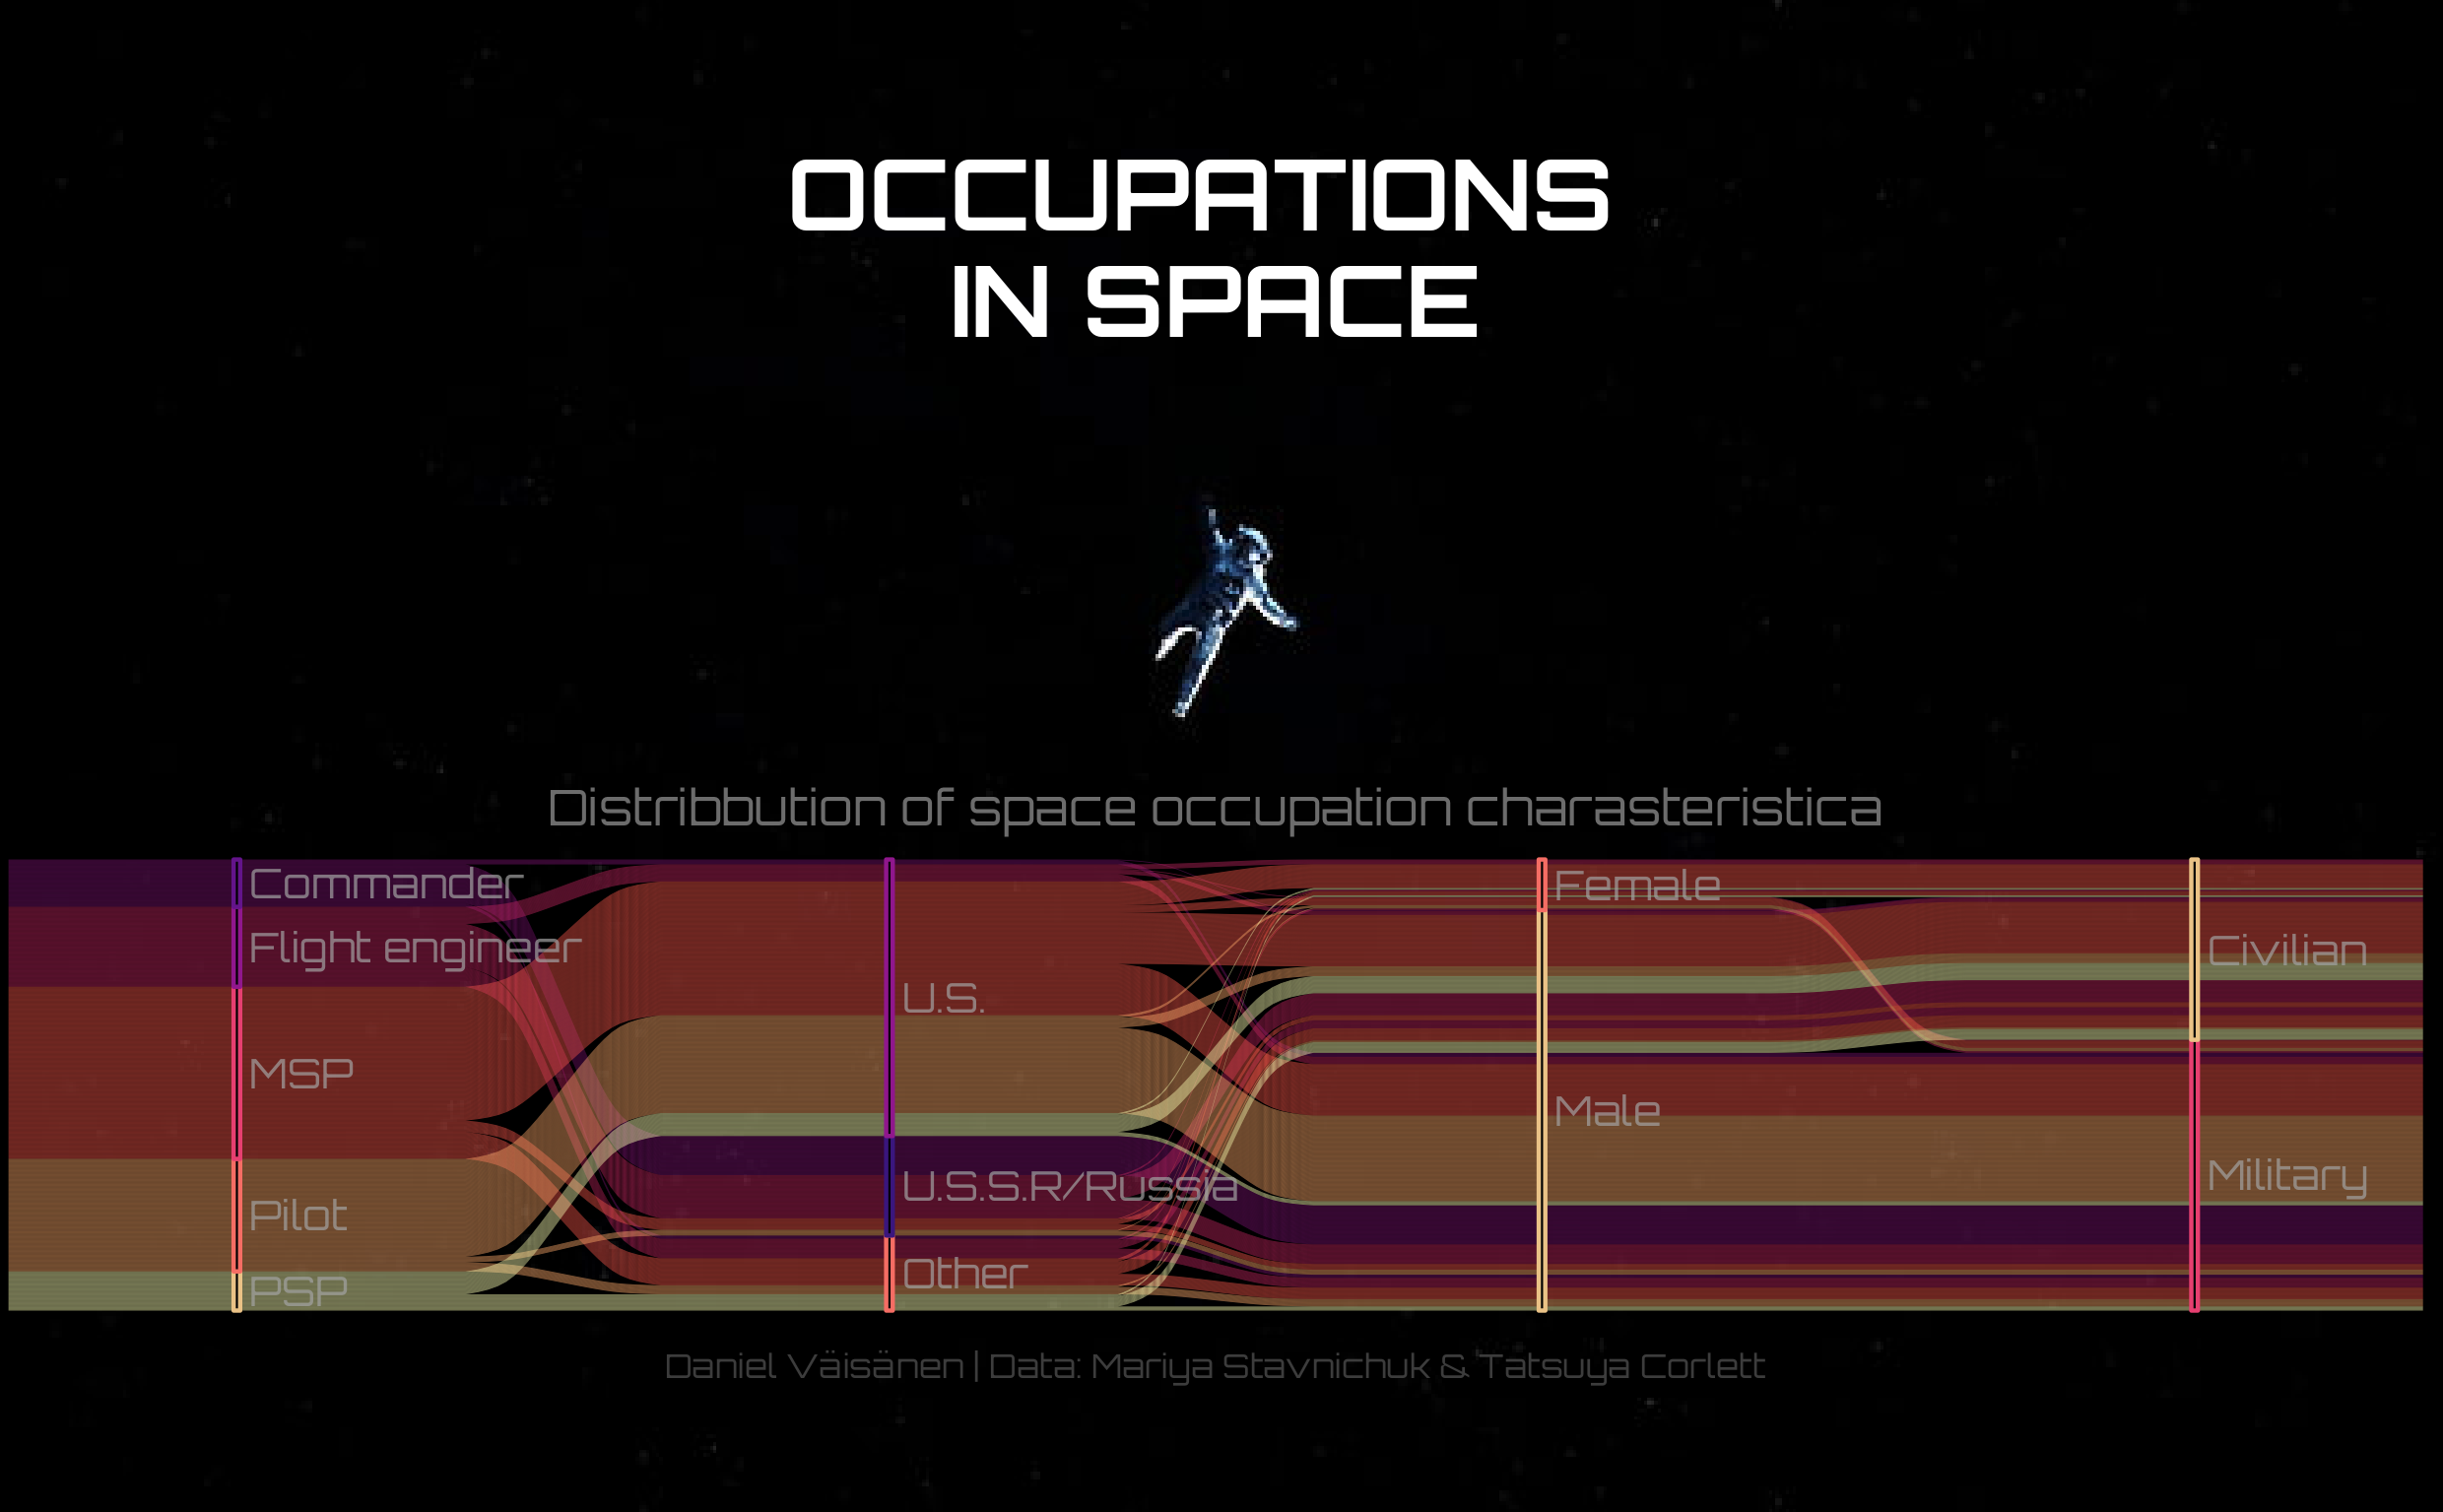 OCCUPATIONS
IN SPACE
Distribbution of space occupation charasteristica
Commander
Flight engineer
MSP
Pilot
PSP
U.S.
U.S.S.R/Russia
Other
Female
Male
Civilian
Military
Daniel Väisänen | Data: Mariya Stavnichuk & Tatsuya Corlett